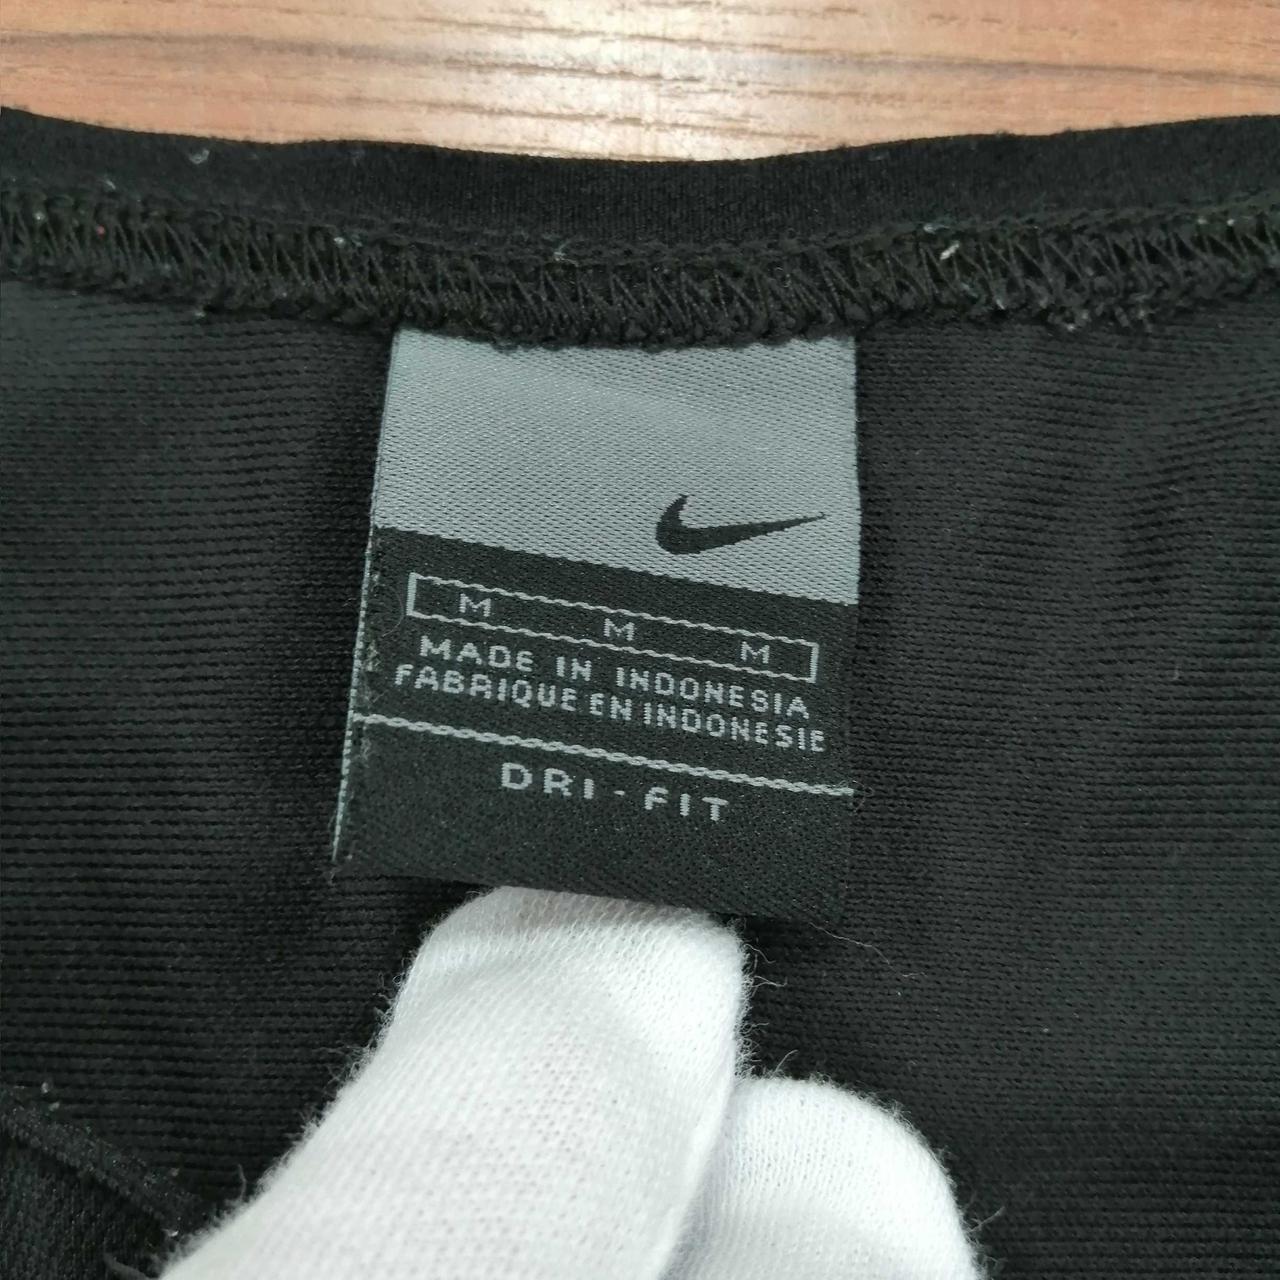 M M M
MADE IN INDONESIA
FABRIQUE EN INDONESIE
DRI-FIT